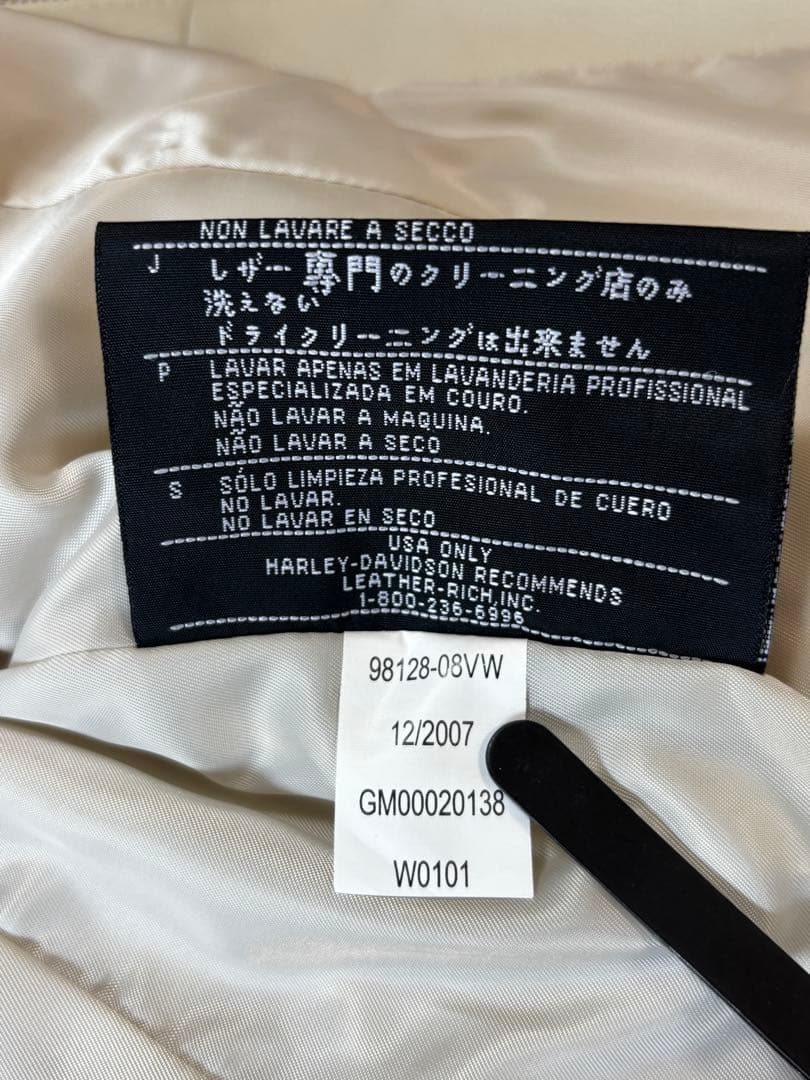 NON LAVARE A SECCO
J レザー専門のクリーニング店のみ
洗えない
ドライクリーニングは出来ません
P LAVAR APENAS EM LAVANDERIA PROFISSIONAL
ESPECIALIZADA EM COURO.
NÃO LAVAR A MAQUINA.
NÃO LAVAR A SECO
S SÓLO LIMPIEZA PROFESIONAL DE CUERO
NO LAVAR.
NO LAVAR EN SECO
USA ONLY
HARLEY-DAVIDSON RECOMMENDS
LEATHER-RICH,INC.
1-800-236-6996
98128-08VW
12/2007
GM00020138
W0101